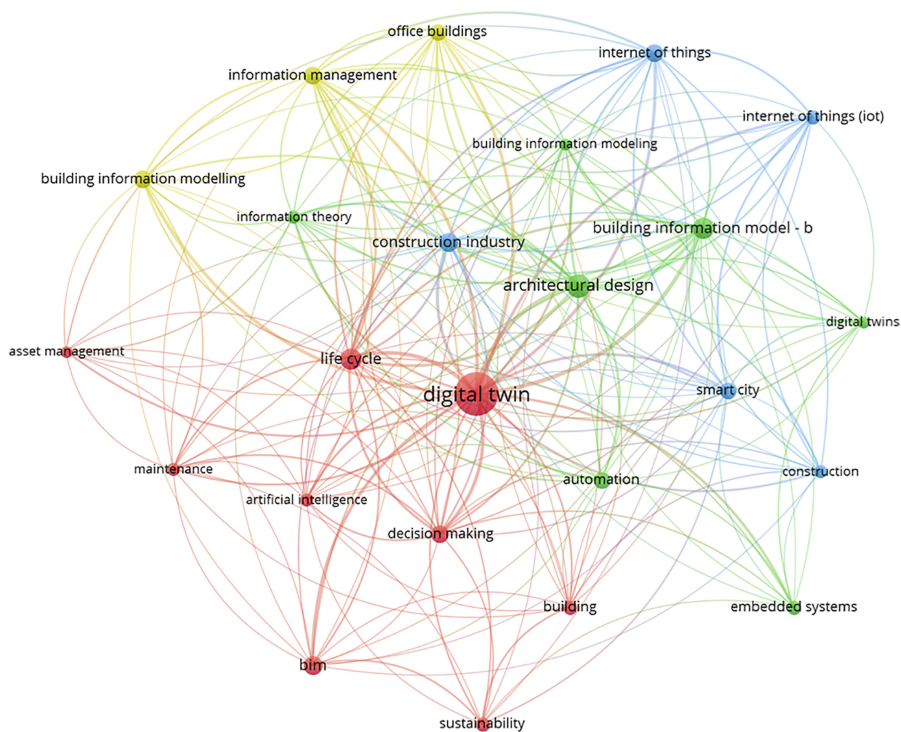 office buildings
internet of things
information management
internet of things (iot)
building information modeling
building information modelling
information theory
building information model - b
construction industry
architectural design
digital twins
asset management
life cycle
digital twin
smart city
maintenance
construction
automation
artificial intelligence
decision making
building
embedded systems
bim
sustainability